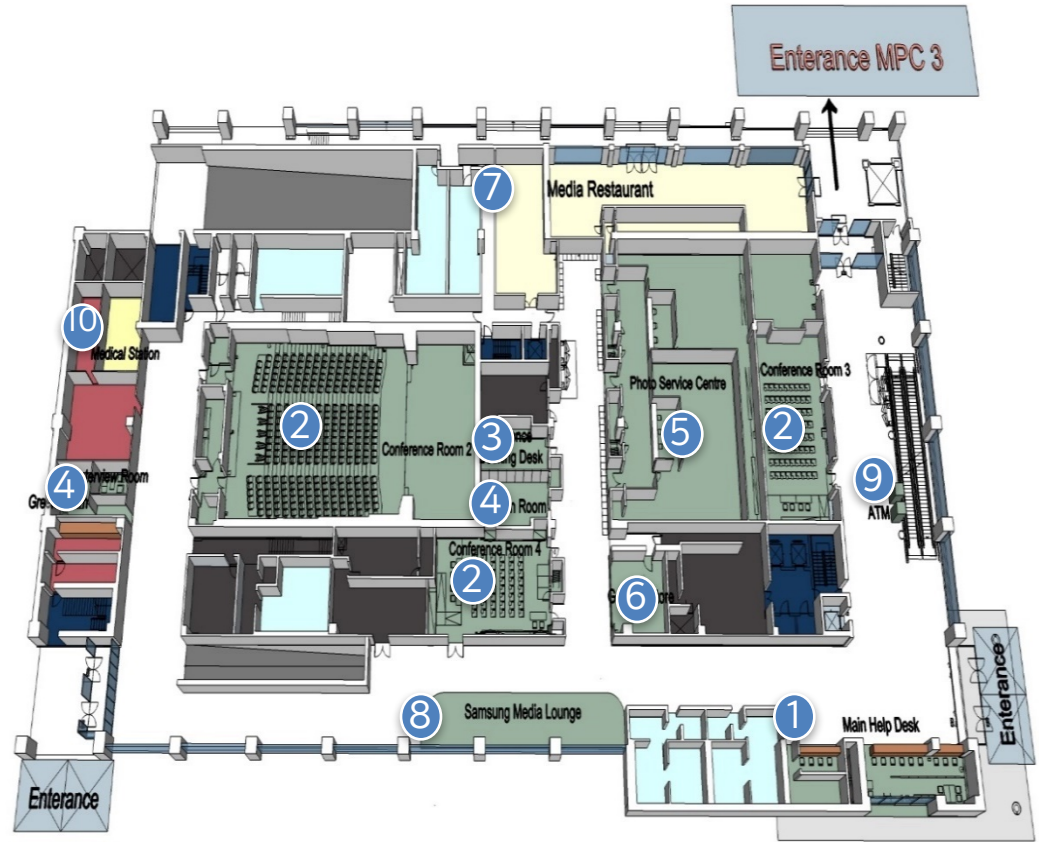 Enterance MPC 3
7
Media Restaurant
10
Medical Station
Conference Room 3
Photo Service Centre
2
Conference Room 2
3
5
2
Desk
4
Room
9
ATM
4
Room
Conference Room 4
2
6
8
Samsung Media Lounge
1
Main Help Desk
Enterance
Enterance